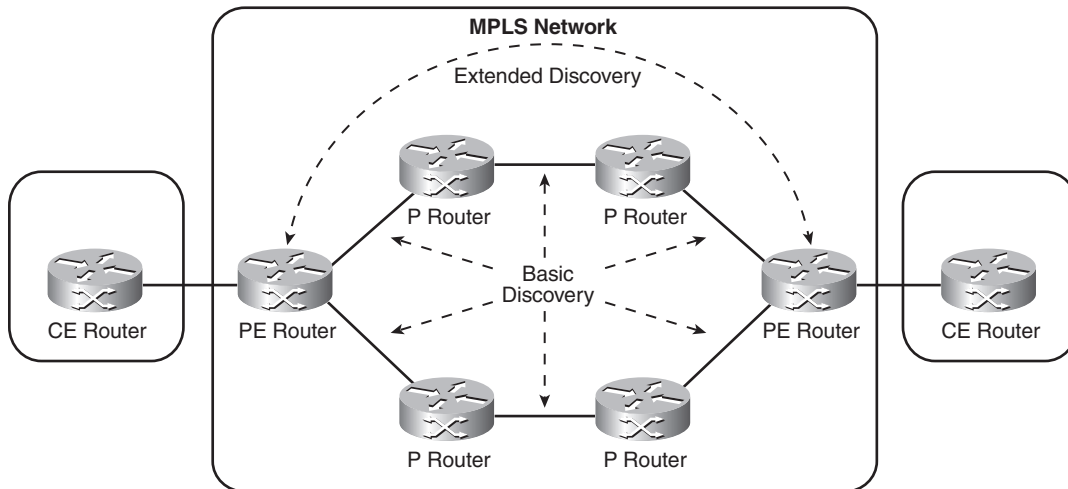 MPLS Network
Extended Discovery
P Router
P Router
Basic
Discovery
CE Router
PE Router
PE Router
CE Router
P Router
P Router